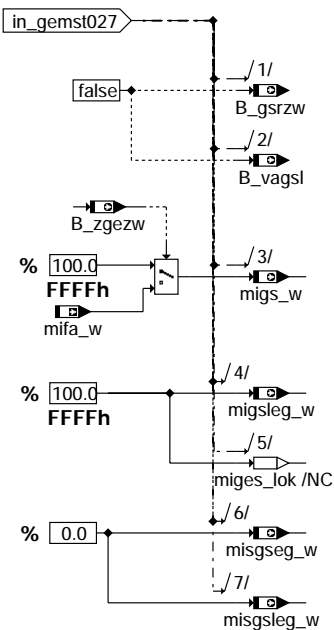 in_gemst027
1/
false
B_gsrzw
2/
B_vagsl
B_zgezw
3/
% 100.0
FFFFh
migs_w
mifa_w
4/
% 100.0
migsleg_w
FFFFh
5/
miges_lok /NC
6/
% 0.0
misgseg_w
7/
misgsleg_w